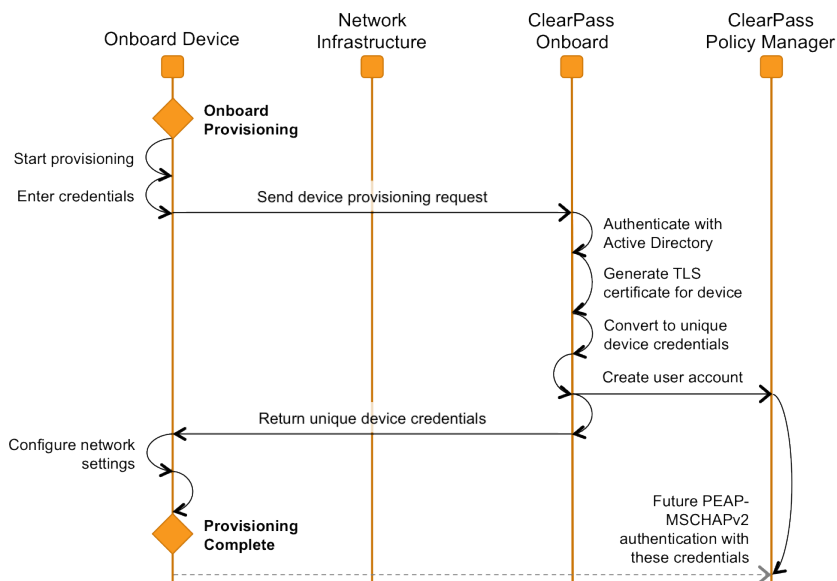 Onboard Device
Network
Infrastructure
ClearPass
Onboard
ClearPass
Policy Manager
Onboard
Provisioning
Start provisioning
Enter credentials
Send device provisioning request
Authenticate with
Active Directory
Generate TLS
certificate for device
Convert to unique
device credentials
Create user account
Return unique device credentials
Configure network
settings
Provisioning
Complete
Future PEAP-
MSCHAPv2
authentication with
these credentials